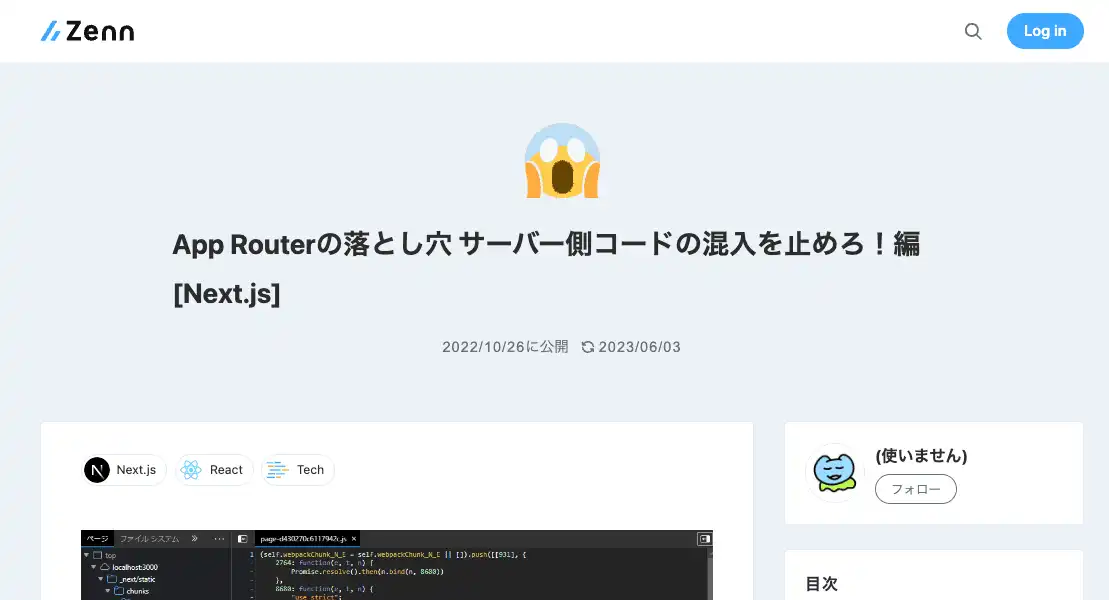 Zenn
Log in
App Routerの落とし穴 サーバー側コードの混入を止めろ！編
[Next.js]
2022/10/26に公開 2023/06/03
Next.js React Tech
(使いません)
フォロー
ページ ファイル システム » ⋯ page-d430270c6117942c.js ×
top
localhost:3000
_next/static
chunks
1 (self.webpackChunk_N_E = self.webpackChunk_N_E || []).push([[931], {
2764: function(e, t, n) {
Promise.resolve().then(n.bind(n, 8680))
},
8680: function(e, t, n) {
"use strict";
目次